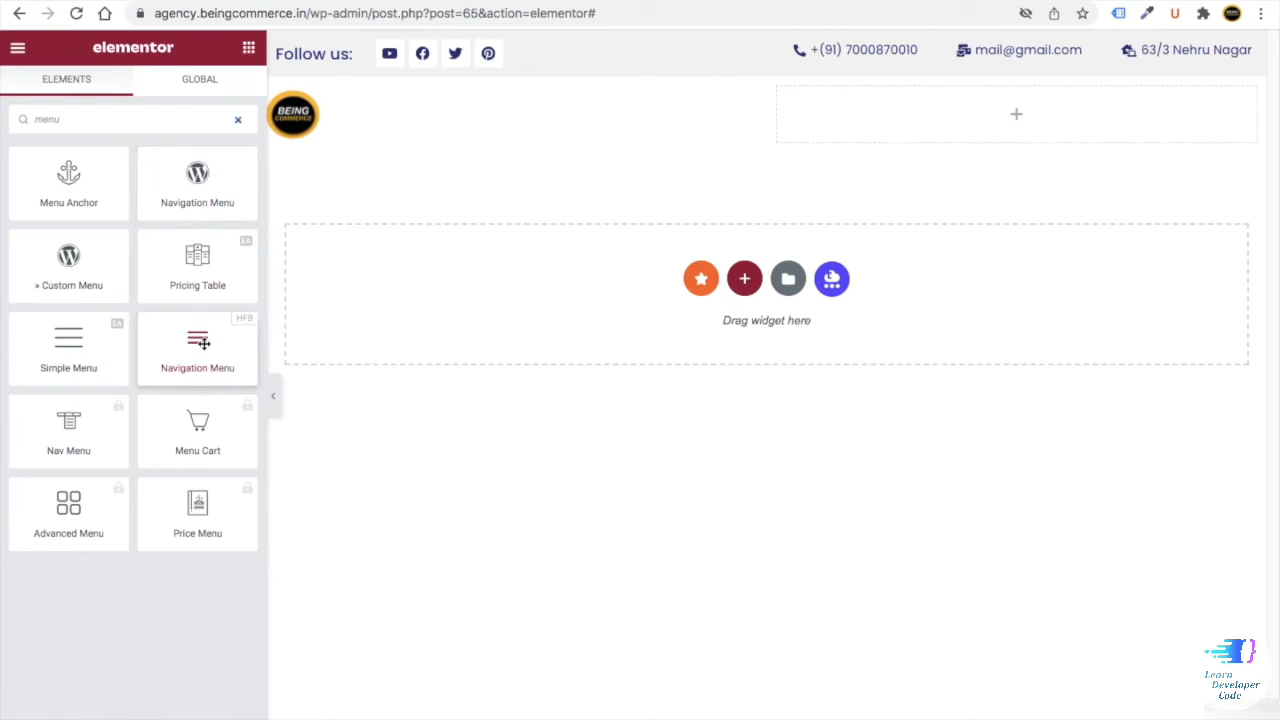 agency.beingcommerce.in/wp-admin/post.php?post=65&action=elementor#
elementor
ELEMENTS
GLOBAL
menu
Menu Anchor
Navigation Menu
» Custom Menu
EA
Pricing Table
EA
Simple Menu
HFB
Navigation Menu
Nav Menu
Menu Cart
Advanced Menu
Price Menu
Follow us:
+(91) 7000870010
mail@gmail.com
63/3 Nehru Nagar
BEING
COMMERCE
Drag widget here
Learn
Developer
Code